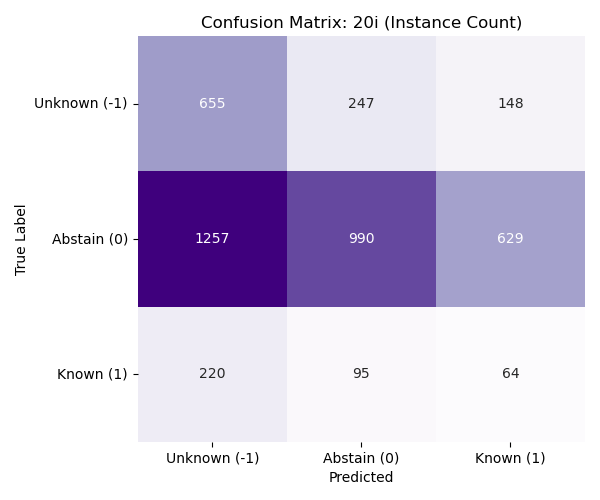 Confusion Matrix: 20i (Instance Count)
Unknown (-1)
655
247
148
Abstain (0)
1257
990
629
Known (1)
220
95
64
True Label
Unknown (-1)
Abstain (0)
Known (1)
Predicted